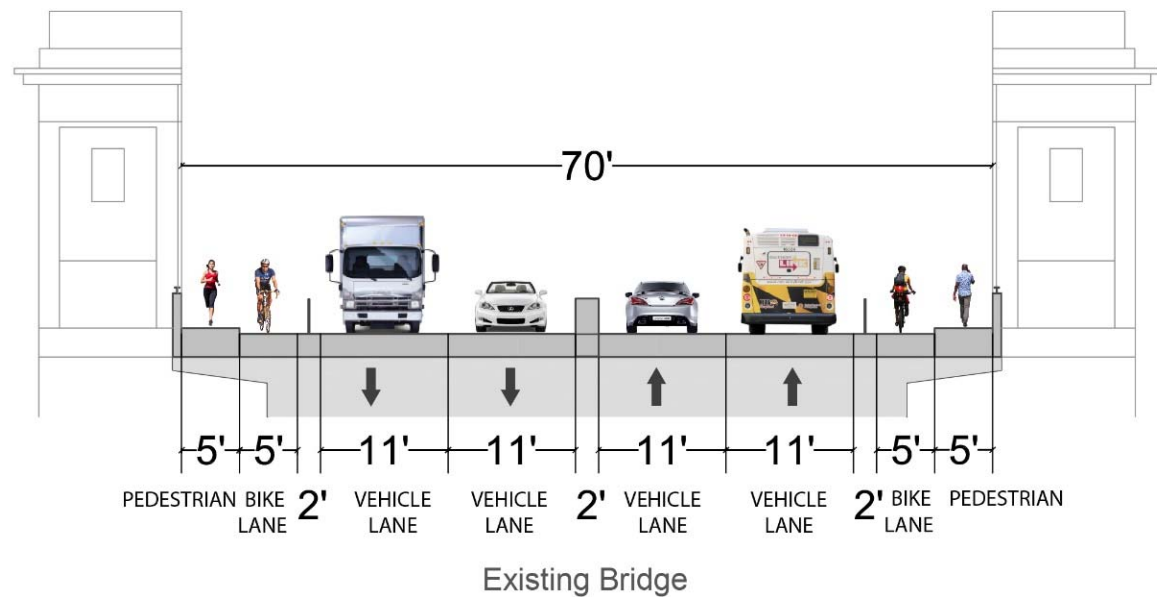 70'
5' 5' 11' 11' 11' 11' 5' 5'
PEDESTRIAN BIKE LANE 2' VEHICLE LANE VEHICLE LANE 2' VEHICLE LANE VEHICLE LANE 2' BIKE LANE PEDESTRIAN
Existing Bridge